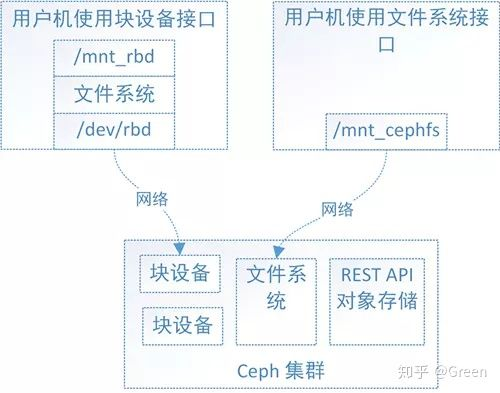 用户机使用块设备接口
/mnt_rbd
文件系统
/dev/rbd
用户机使用文件系统接
口
/mnt_cephfs
网络
网络
块设备
块设备
文件系
统
REST API
对象存储
Ceph 集群
知乎 @Green